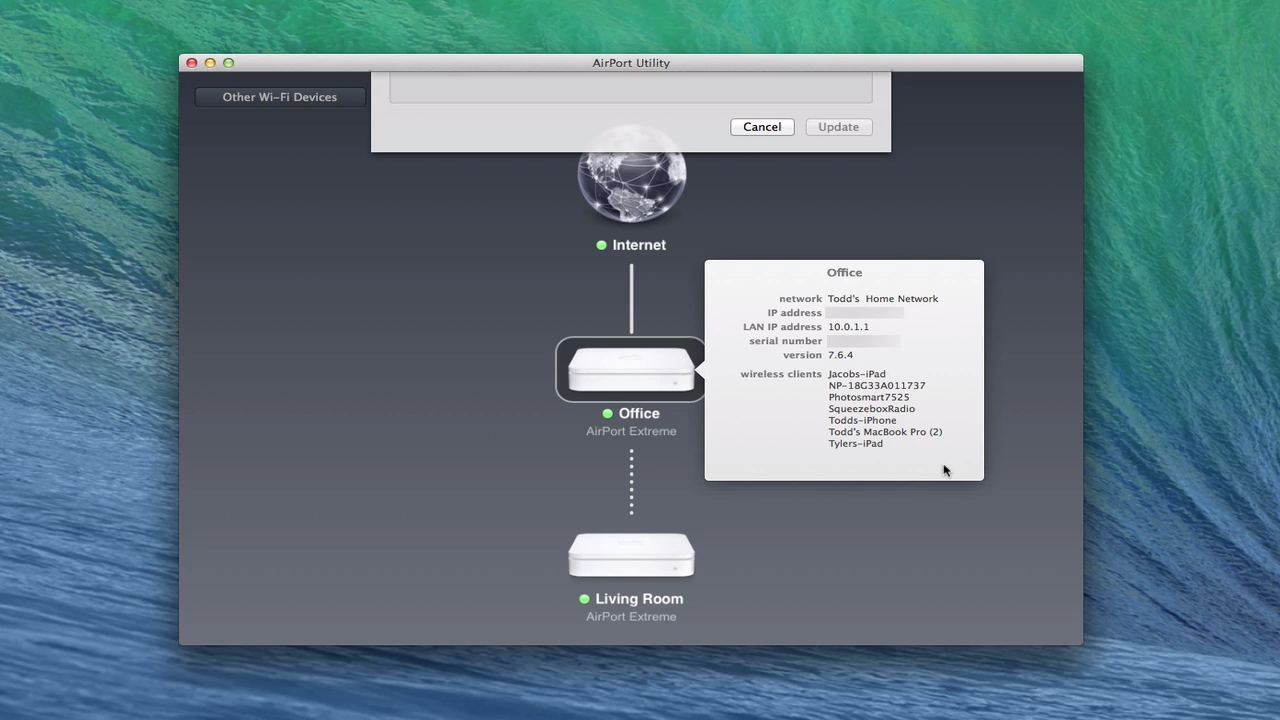 AirPort Utility
Other Wi-Fi Devices
Cancel
Update
Internet
Office
AirPort Extreme
Living Room
AirPort Extreme
Office
network Todd's  Home Network
IP address
LAN IP address 10.0.1.1
serial number
version 7.6.4
wireless clients Jacobs-iPad
NP-18G33A011737
Photosmart7525
SqueezeboxRadio
Todds-iPhone
Todd's MacBook Pro (2)
Tylers-iPad